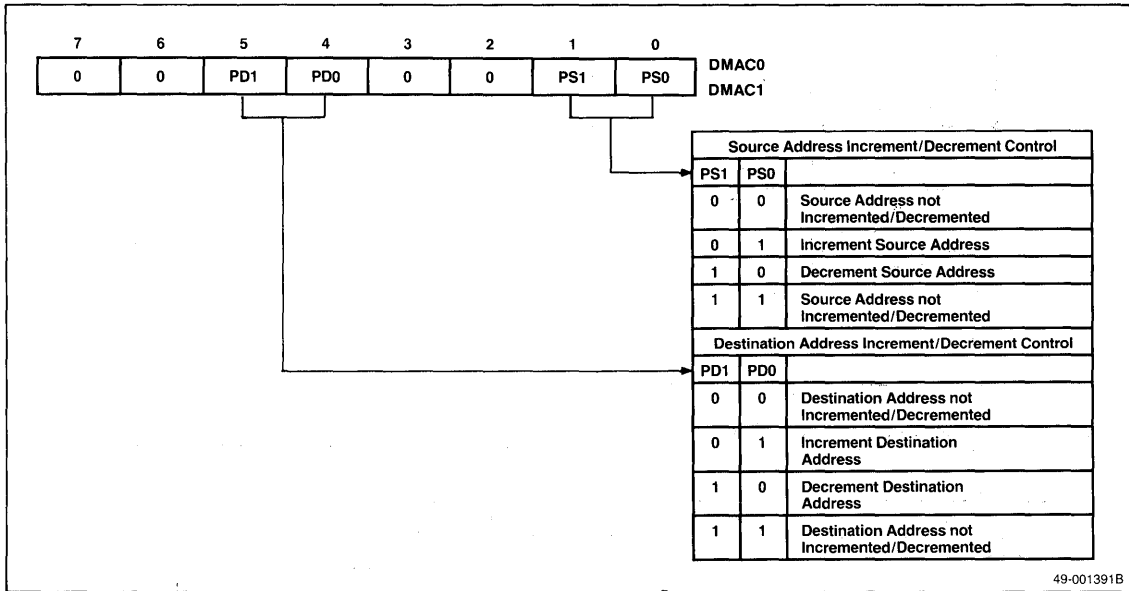 7 6 5 4 3 2 1 0
0 0 PD1 PD0 0 0 PS1 PS0 DMAC0
DMAC1
Source Address Increment/Decrement Control
PS1 PS0
0 0 Source Address not
Incremented/Decremented
0 1 Increment Source Address
1 0 Decrement Source Address
1 1 Source Address not
Incremented/Decremented
Destination Address Increment/Decrement Control
PD1 PD0
0 0 Destination Address not
Incremented/Decremented
0 1 Increment Destination
Address
1 0 Decrement Destination
Address
1 1 Destination Address not
Incremented/Decremented
49-001391B